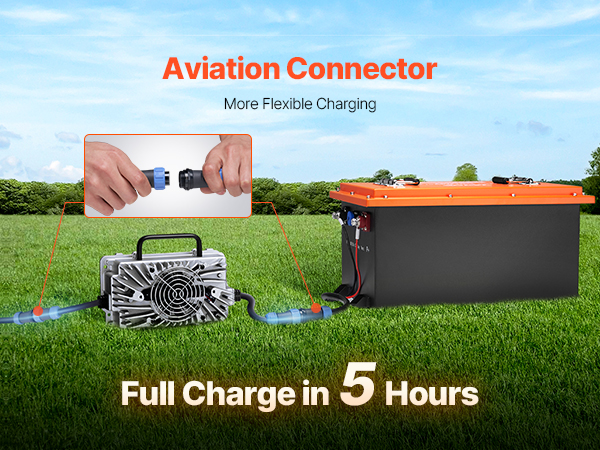 Aviation Connector
More Flexible Charging
Full Charge in 5 Hours